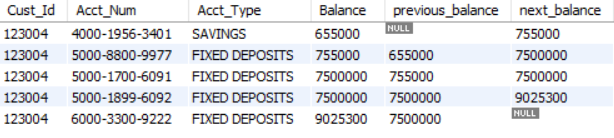 Cust_Id Acct_Num Acct_Type Balance previous_balance next_balance
123004 4000-1956-3401 SAVINGS 655000 NULL 755000
123004 5000-8800-9977 FIXED DEPOSITS 755000 655000 7500000
123004 5000-1700-6091 FIXED DEPOSITS 7500000 755000 7500000
123004 5000-1899-6092 FIXED DEPOSITS 7500000 7500000 9025300
123004 6000-3300-9222 FIXED DEPOSITS 9025300 7500000 NULL